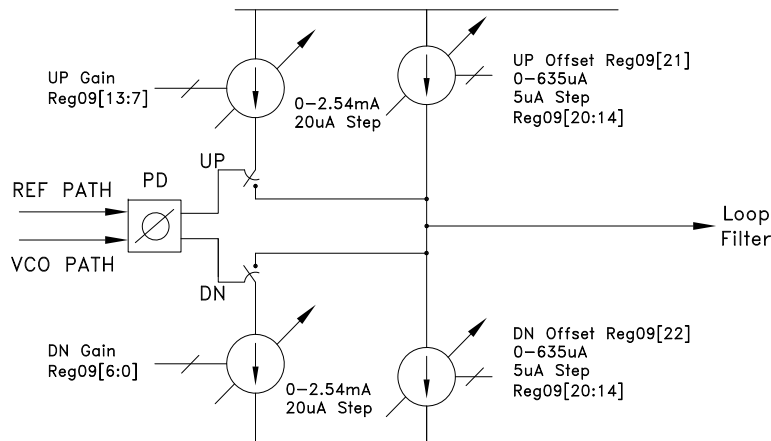 UP Gain
Reg09[13:7]
0-2.54mA
20uA Step
UP Offset Reg09[21]
0-635uA
5uA Step
Reg09[20:14]
UP
PD
REF PATH
VCO PATH
DN
Loop
Filter
DN Gain
Reg09[6:0]
0-2.54mA
20uA Step
DN Offset Reg09[22]
0-635uA
5uA Step
Reg09[20:14]